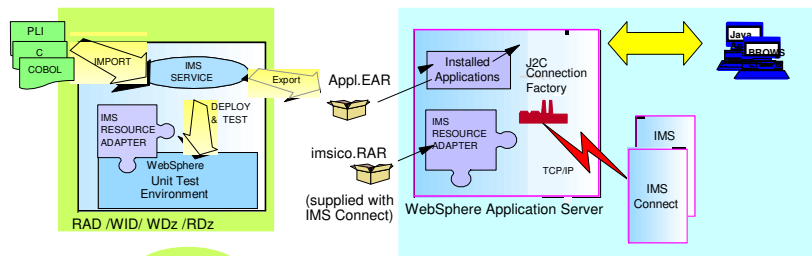 PLI
C
COBOL
IMPORT
IMS
SERVICE
Export
Appl.EAR
DEPLOY
& TEST
IMS
RESOURCE
ADAPTER
WebSphere
Unit Test
Environment
RAD /WID/ WDz /RDz
imsico.RAR
(supplied with
IMS Connect)
Installed
Applications
J2C
Connection
Factory
IMS
RESOURCE
ADAPTER
TCP/IP
WebSphere Application Server
Java
BROWS
IMS
IMS
Connect